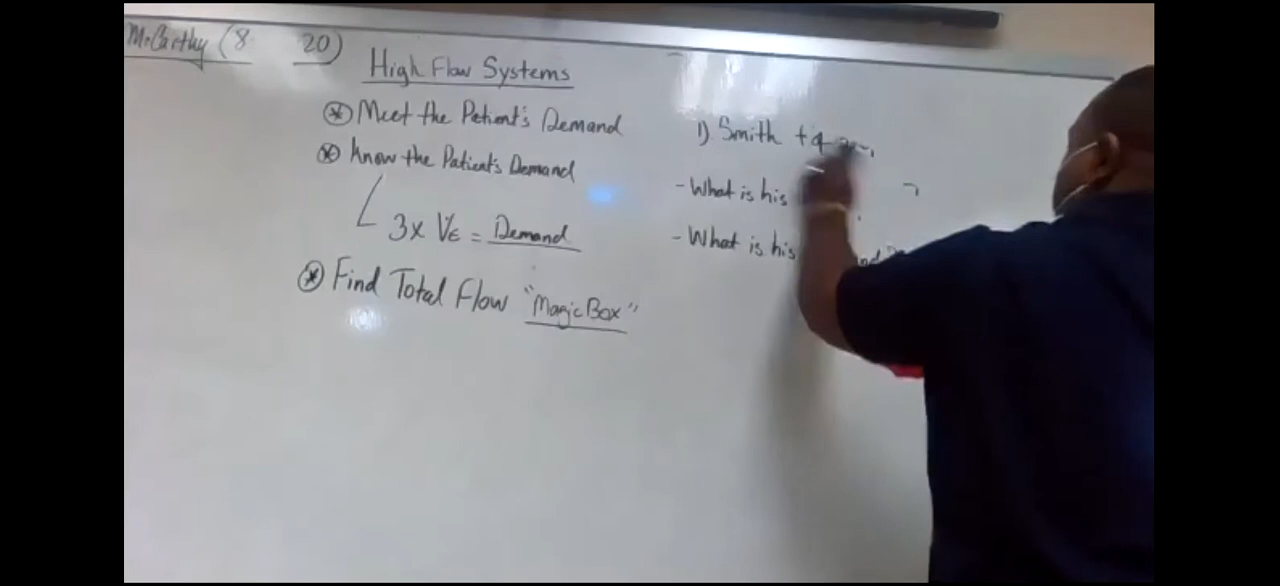 McCarthy (8 20)
High Flow Systems
Meet the Patient's Demand
Know the Patient's Demand
3x VE = Demand
Find Total Flow "Magic Box"
1) Smith
- What is his
- What is his